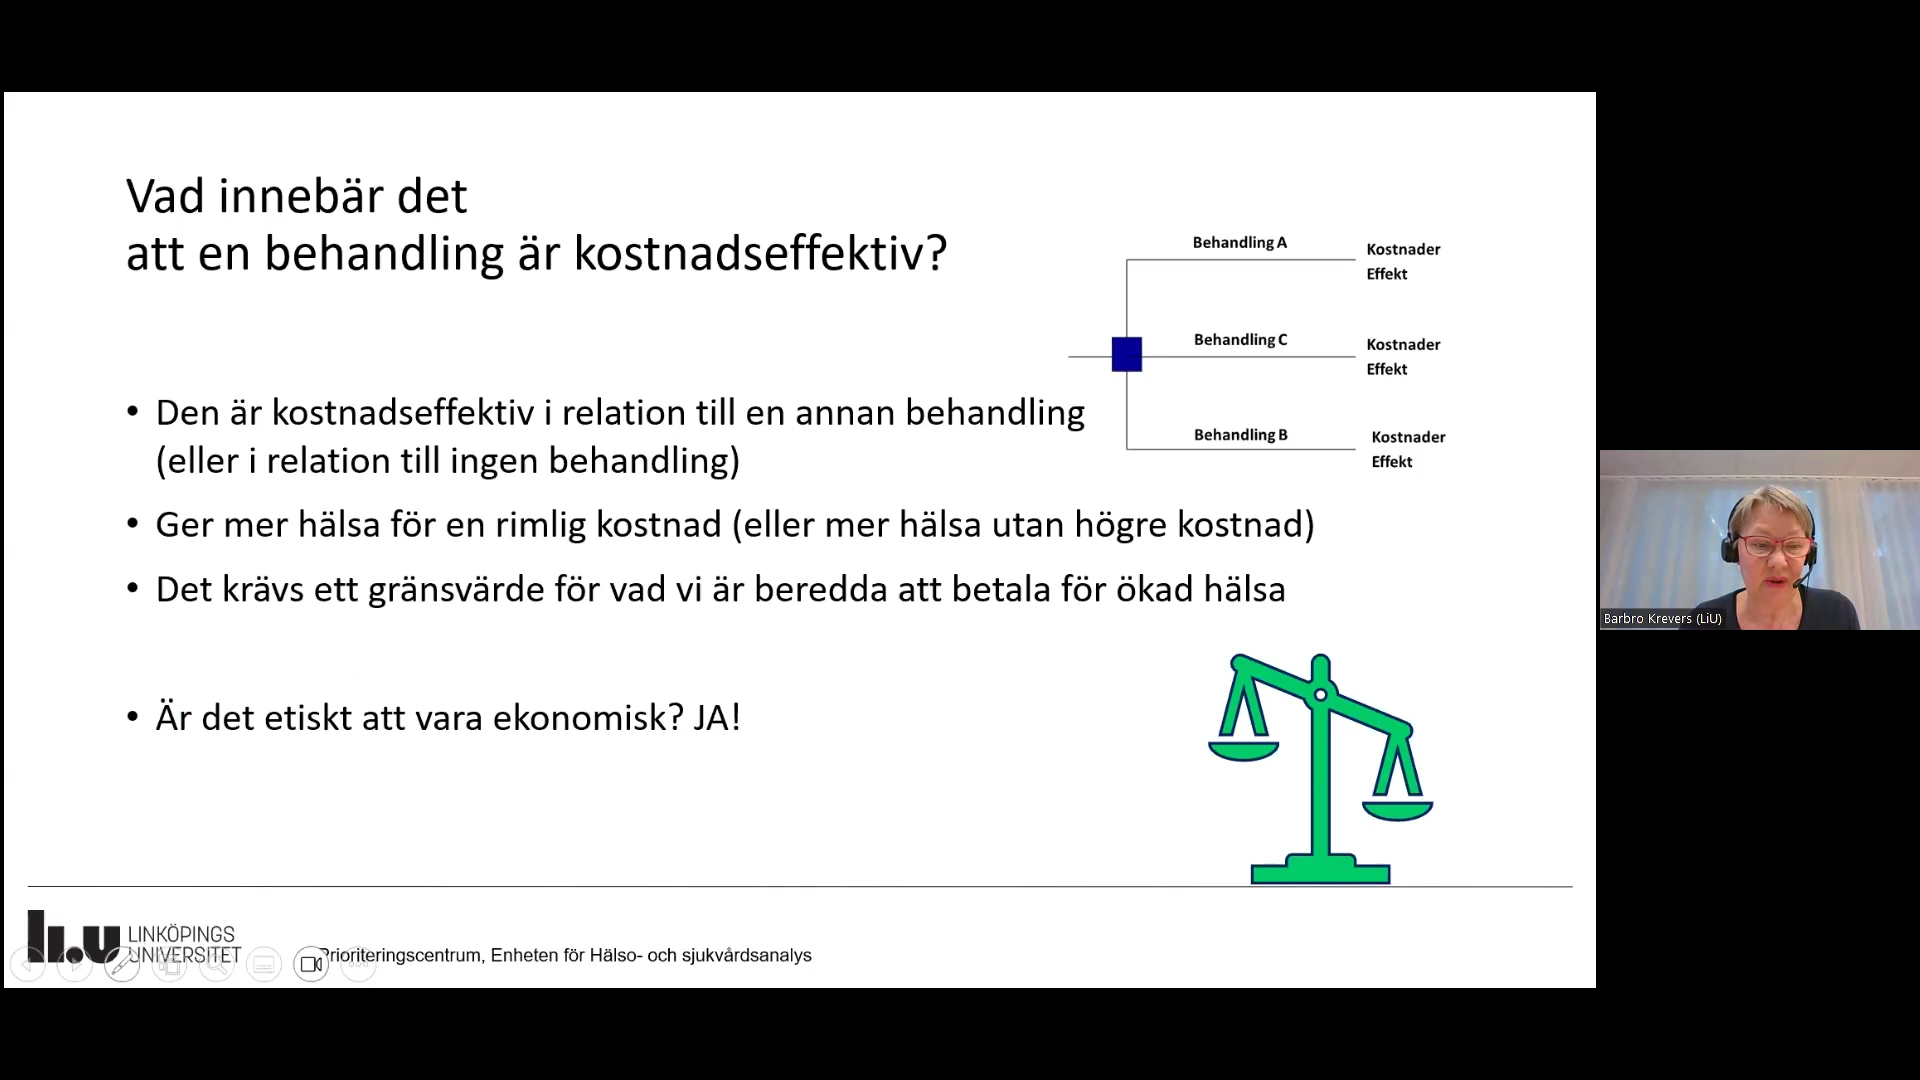 Vad innebär det
att en behandling är kostnadseffektiv?
Behandling A
Kostnader
Effekt
Behandling C
Kostnader
Effekt
Behandling B
Kostnader
Effekt
• Den är kostnadseffektiv i relation till en annan behandling
(eller i relation till ingen behandling)
• Ger mer hälsa för en rimlig kostnad (eller mer hälsa utan högre kostnad)
• Det krävs ett gränsvärde för vad vi är beredda att betala för ökad hälsa
• Är det etiskt att vara ekonomisk? JA!
Barbro Krevers (LiU)
LINKÖPINGS
UNIVERSITET
Prioriteringscentrum, Enheten för Hälso- och sjukvårdsanalys